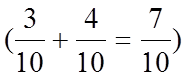 (3/10 + 4/10 = 7/10)